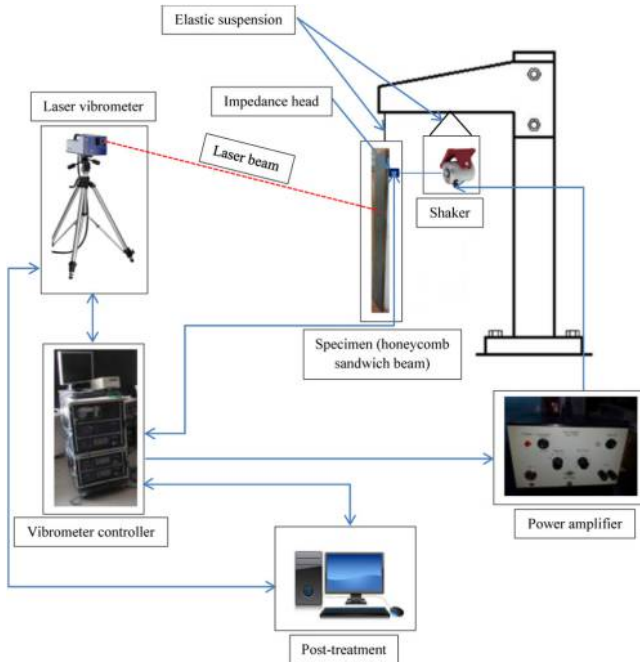 Elastic suspension
Laser vibrometer
Impedance head
Laser beam
Shaker
Specimen (honeycomb
sandwich beam)
Vibrometer controller
Power amplifier
Post-treatment